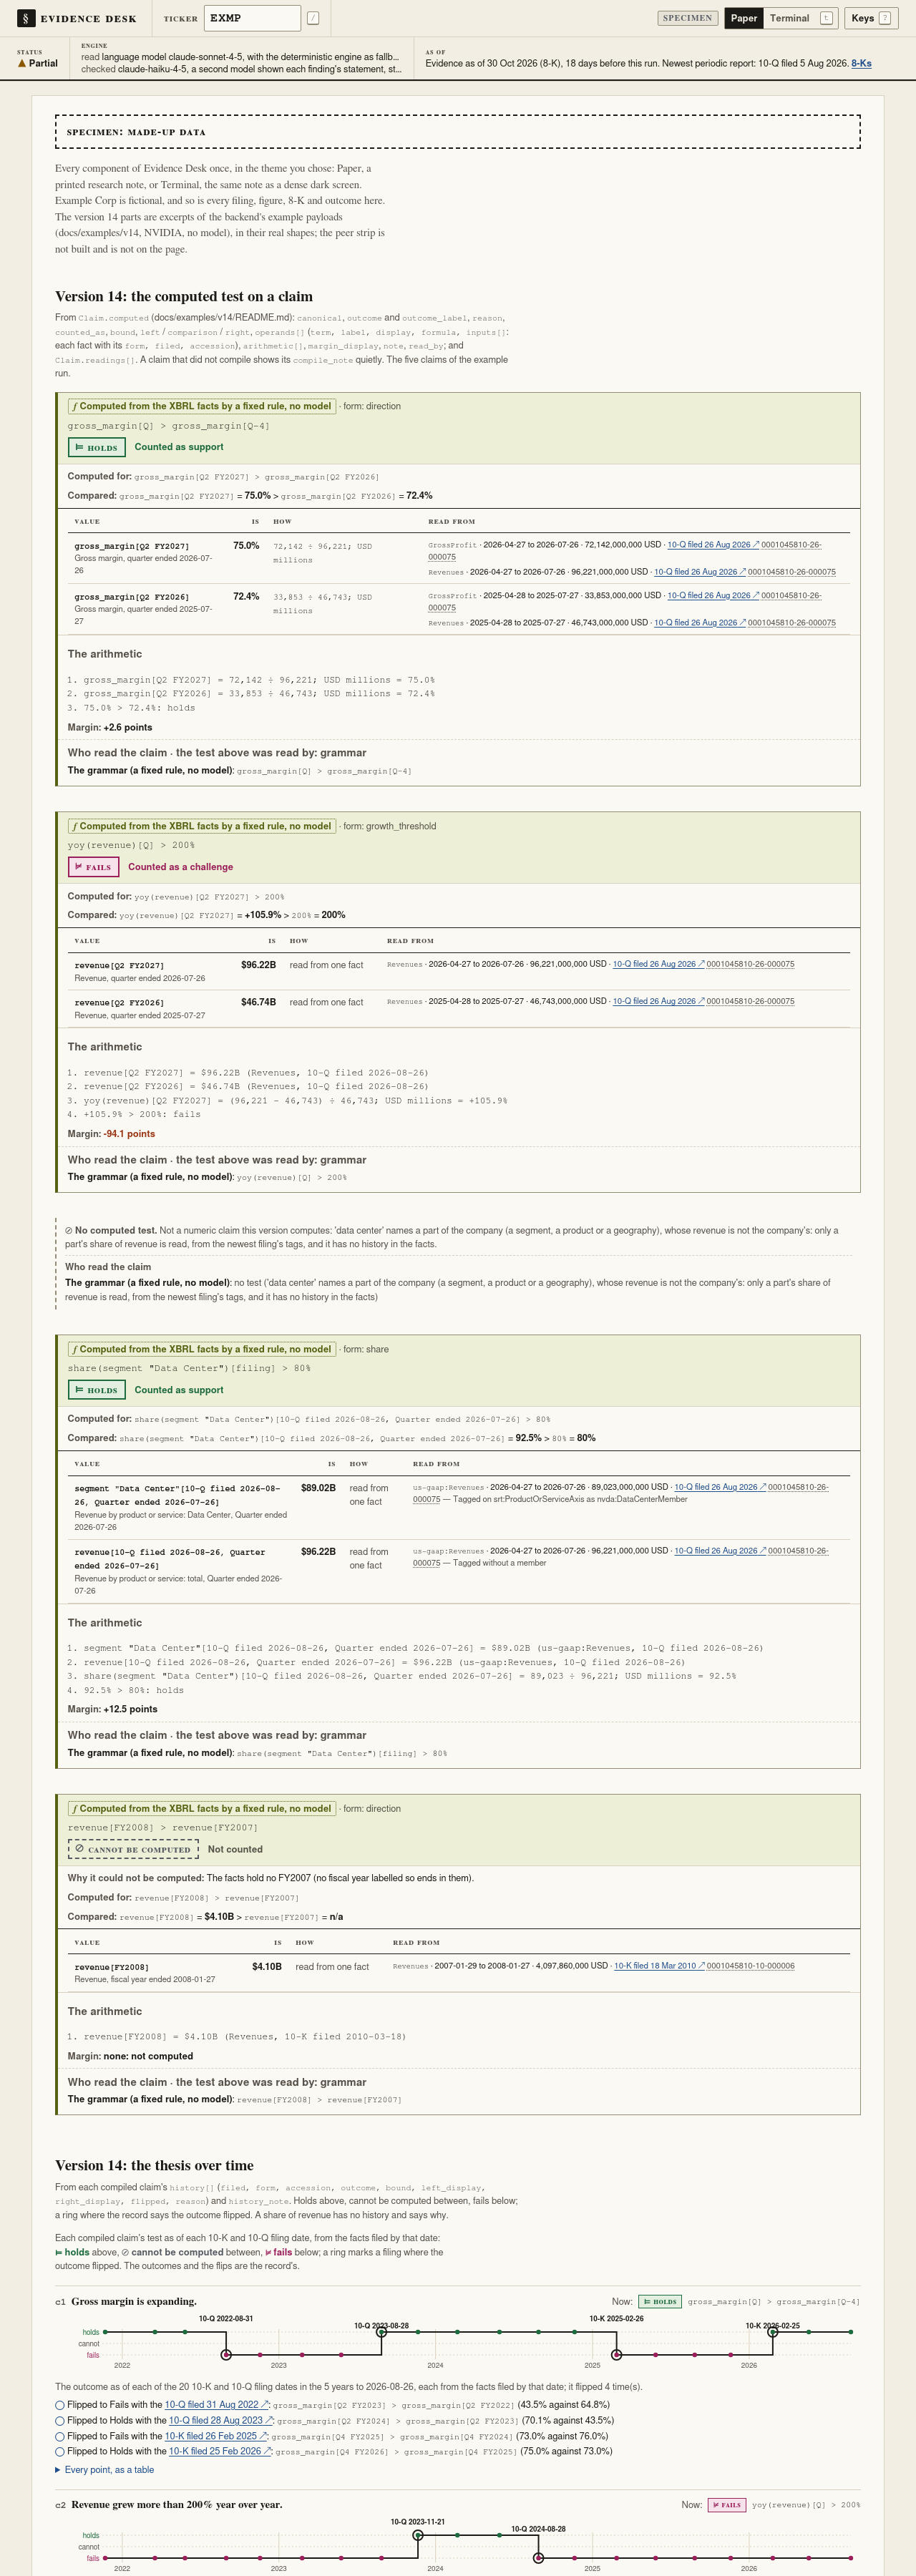 § EVIDENCE DESK
TICKER EXMP /
SPECIMEN Paper Terminal t Keys ?
STATUS
▲ Partial
ENGINE
read language model claude-sonnet-4-5, with the deterministic engine as fallb…
checked claude-haiku-4-5, a second model shown each finding's statement, st…
AS OF
Evidence as of 30 Oct 2026 (8-K), 18 days before this run. Newest periodic report: 10-Q filed 5 Aug 2026. 8-Ks
SPECIMEN: MADE-UP DATA
Every component of Evidence Desk once, in the theme you chose: Paper, a
printed research note, or Terminal, the same note as a dense dark screen.
Example Corp is fictional, and so is every filing, figure, 8-K and outcome here.
The version 14 parts are excerpts of the backend's example payloads
(docs/examples/v14, NVIDIA, no model), in their real shapes; the peer strip is
not built and is not on the page.
Version 14: the computed test on a claim
From Claim.computed (docs/examples/v14/README.md): canonical, outcome and outcome_label, reason,
counted_as, bound, left / comparison / right, operands[] (term, label, display, formula, inputs[]:
each fact with its form, filed, accession), arithmetic[], margin_display, note, read_by; and
Claim.readings[]. A claim that did not compile shows its compile_note quietly. The five claims of the example
run.
ƒ Computed from the XBRL facts by a fixed rule, no model · form: direction
gross_margin[Q] > gross_margin[Q-4]
⊨ HOLDS Counted as support
Computed for: gross_margin[Q2 FY2027] > gross_margin[Q2 FY2026]
Compared: gross_margin[Q2 FY2027] = 75.0% > gross_margin[Q2 FY2026] = 72.4%
VALUE IS HOW READ FROM
gross_margin[Q2 FY2027] 75.0% 72,142 ÷ 96,221; USD GrossProfit · 2026-04-27 to 2026-07-26 · 72,142,000,000 USD · 10-Q filed 26 Aug 2026 ↗ 0001045810-26-
Gross margin, quarter ended 2026-07- millions 000075
26 Revenues · 2026-04-27 to 2026-07-26 · 96,221,000,000 USD · 10-Q filed 26 Aug 2026 ↗ 0001045810-26-000075
gross_margin[Q2 FY2026] 72.4% 33,853 ÷ 46,743; USD GrossProfit · 2025-04-28 to 2025-07-27 · 33,853,000,000 USD · 10-Q filed 26 Aug 2026 ↗ 0001045810-26-
Gross margin, quarter ended 2025-07- millions 000075
27 Revenues · 2025-04-28 to 2025-07-27 · 46,743,000,000 USD · 10-Q filed 26 Aug 2026 ↗ 0001045810-26-000075
The arithmetic
1. gross_margin[Q2 FY2027] = 72,142 ÷ 96,221; USD millions = 75.0%
2. gross_margin[Q2 FY2026] = 33,853 ÷ 46,743; USD millions = 72.4%
3. 75.0% > 72.4%: holds
Margin: +2.6 points
Who read the claim · the test above was read by: grammar
The grammar (a fixed rule, no model): gross_margin[Q] > gross_margin[Q-4]
ƒ Computed from the XBRL facts by a fixed rule, no model · form: growth_threshold
yoy(revenue)[Q] > 200%
⊭ FAILS Counted as a challenge
Computed for: yoy(revenue)[Q2 FY2027] > 200%
Compared: yoy(revenue)[Q2 FY2027] = +105.9% > 200% = 200%
VALUE IS HOW READ FROM
revenue[Q2 FY2027] $96.22B read from one fact Revenues · 2026-04-27 to 2026-07-26 · 96,221,000,000 USD · 10-Q filed 26 Aug 2026 ↗ 0001045810-26-000075
Revenue, quarter ended 2026-07-26
revenue[Q2 FY2026] $46.74B read from one fact Revenues · 2025-04-28 to 2025-07-27 · 46,743,000,000 USD · 10-Q filed 26 Aug 2026 ↗ 0001045810-26-000075
Revenue, quarter ended 2025-07-27
The arithmetic
1. revenue[Q2 FY2027] = $96.22B (Revenues, 10-Q filed 2026-08-26)
2. revenue[Q2 FY2026] = $46.74B (Revenues, 10-Q filed 2026-08-26)
3. yoy(revenue)[Q2 FY2027] = (96,221 − 46,743) ÷ 46,743; USD millions = +105.9%
4. +105.9% > 200%: fails
Margin: -94.1 points
Who read the claim · the test above was read by: grammar
The grammar (a fixed rule, no model): yoy(revenue)[Q] > 200%
⊘ No computed test. Not a numeric claim this version computes: 'data center' names a part of the company (a segment, a product or a geography), whose revenue is not the company's: only a
part's share of revenue is read, from the newest filing's tags, and it has no history in the facts.
Who read the claim
The grammar (a fixed rule, no model): no test ('data center' names a part of the company (a segment, a product or a geography), whose revenue is not the company's: only a part's share of
revenue is read, from the newest filing's tags, and it has no history in the facts)
ƒ Computed from the XBRL facts by a fixed rule, no model · form: share
share(segment "Data Center")[filing] > 80%
⊨ HOLDS Counted as support
Computed for: share(segment "Data Center")[10-Q filed 2026-08-26, Quarter ended 2026-07-26] > 80%
Compared: share(segment "Data Center")[10-Q filed 2026-08-26, Quarter ended 2026-07-26] = 92.5% > 80% = 80%
VALUE IS HOW READ FROM
segment "Data Center"[10-Q filed 2026-08- $89.02B read from us-gaap:Revenues · 2026-04-27 to 2026-07-26 · 89,023,000,000 USD · 10-Q filed 26 Aug 2026 ↗ 0001045810-26-
26, Quarter ended 2026-07-26] one fact 000075 — Tagged on srt:ProductOrServiceAxis as nvda:DataCenterMember
Revenue by product or service: Data Center, Quarter ended
2026-07-26
revenue[10-Q filed 2026-08-26, Quarter $96.22B read from us-gaap:Revenues · 2026-04-27 to 2026-07-26 · 96,221,000,000 USD · 10-Q filed 26 Aug 2026 ↗ 0001045810-26-
ended 2026-07-26] one fact 000075 — Tagged without a member
Revenue by product or service: total, Quarter ended 2026-
07-26
The arithmetic
1. segment "Data Center"[10-Q filed 2026-08-26, Quarter ended 2026-07-26] = $89.02B (us-gaap:Revenues, 10-Q filed 2026-08-26)
2. revenue[10-Q filed 2026-08-26, Quarter ended 2026-07-26] = $96.22B (us-gaap:Revenues, 10-Q filed 2026-08-26)
3. share(segment "Data Center")[10-Q filed 2026-08-26, Quarter ended 2026-07-26] = 89,023 ÷ 96,221; USD millions = 92.5%
4. 92.5% > 80%: holds
Margin: +12.5 points
Who read the claim · the test above was read by: grammar
The grammar (a fixed rule, no model): share(segment "Data Center")[filing] > 80%
ƒ Computed from the XBRL facts by a fixed rule, no model · form: direction
revenue[FY2008] > revenue[FY2007]
⊘ CANNOT BE COMPUTED Not counted
Why it could not be computed: The facts hold no FY2007 (no fiscal year labelled so ends in them).
Computed for: revenue[FY2008] > revenue[FY2007]
Compared: revenue[FY2008] = $4.10B > revenue[FY2007] = n/a
VALUE IS HOW READ FROM
revenue[FY2008] $4.10B read from one fact Revenues · 2007-01-29 to 2008-01-27 · 4,097,860,000 USD · 10-K filed 18 Mar 2010 ↗ 0001045810-10-000006
Revenue, fiscal year ended 2008-01-27
The arithmetic
1. revenue[FY2008] = $4.10B (Revenues, 10-K filed 2010-03-18)
Margin: none: not computed
Who read the claim · the test above was read by: grammar
The grammar (a fixed rule, no model): revenue[FY2008] > revenue[FY2007]
Version 14: the thesis over time
From each compiled claim's history[] (filed, form, accession, outcome, bound, left_display,
right_display, flipped, reason) and history_note. Holds above, cannot be computed between, fails below;
a ring where the record says the outcome flipped. A share of revenue has no history and says why.
Each compiled claim's test as of each 10-K and 10-Q filing date, from the facts filed by that date:
⊨ holds above, ⊘ cannot be computed between, ⊭ fails below; a ring marks a filing where the
outcome flipped. The outcomes and the flips are the record's.
c1 Gross margin is expanding. Now: ⊨ HOLDS gross_margin[Q] > gross_margin[Q-4]
10-Q 2022-08-31 10-Q 2023-08-28 10-K 2025-02-26 10-K 2026-02-25
holds
cannot
fails
2022 2023 2024 2025 2026
The outcome as of each of the 20 10-K and 10-Q filing dates in the 5 years to 2026-08-26, each from the facts filed by that date; it flipped 4 time(s).
Flipped to Fails with the 10-Q filed 31 Aug 2022 ↗: gross_margin[Q2 FY2023] > gross_margin[Q2 FY2022] (43.5% against 64.8%)
Flipped to Holds with the 10-Q filed 28 Aug 2023 ↗: gross_margin[Q2 FY2024] > gross_margin[Q2 FY2023] (70.1% against 43.5%)
Flipped to Fails with the 10-K filed 26 Feb 2025 ↗: gross_margin[Q4 FY2025] > gross_margin[Q4 FY2024] (73.0% against 76.0%)
Flipped to Holds with the 10-K filed 25 Feb 2026 ↗: gross_margin[Q4 FY2026] > gross_margin[Q4 FY2025] (75.0% against 73.0%)
▶ Every point, as a table
c2 Revenue grew more than 200% year over year. Now: ⊭ FAILS yoy(revenue)[Q] > 200%
10-Q 2023-11-21 10-Q 2024-08-28
holds
cannot
fails
2022 2023 2024 2025 2026